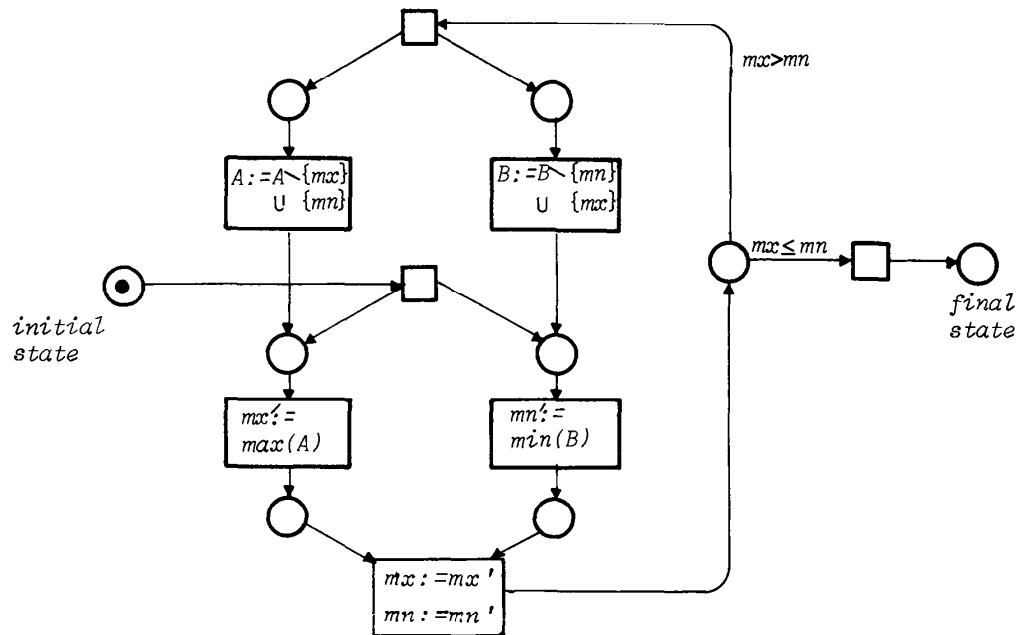 mx>mn
A:=A∖{mx}
∪ {mn}
B:=B∖{mn}
∪ {mx}
mx≤mn
initial
state
final
state
mx':=
max(A)
mn':=
min(B)
mx:=mx'
mn:=mn'